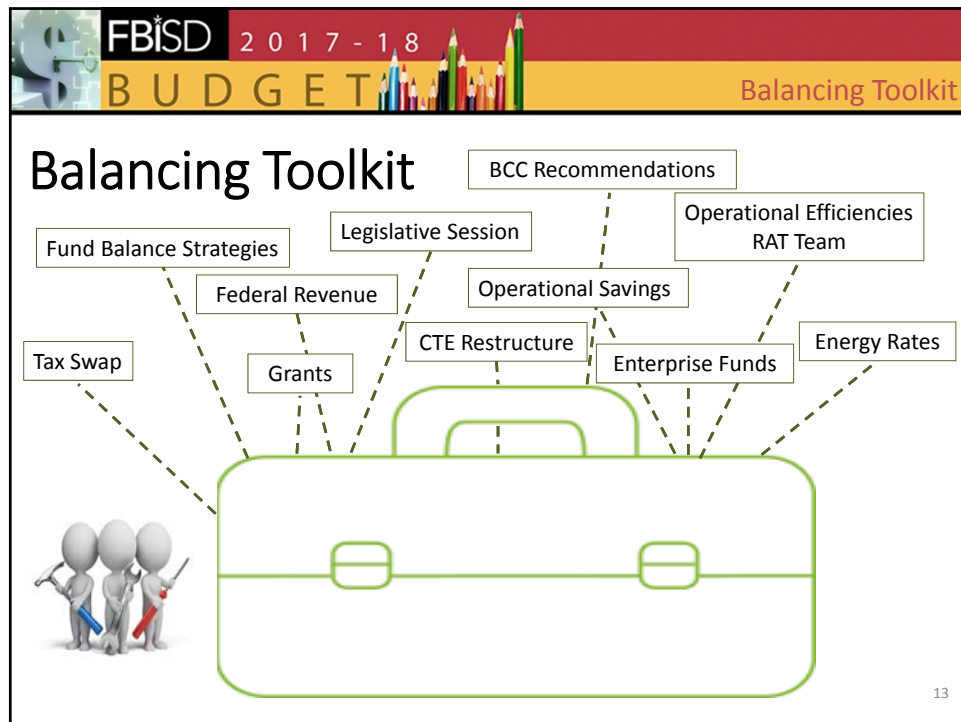 FBiSD 2017-18
BUDGET
Balancing Toolkit
Balancing Toolkit
BCC Recommendations
Operational Efficiencies
RAT Team
Legislative Session
Fund Balance Strategies
Federal Revenue
Operational Savings
CTE Restructure
Energy Rates
Tax Swap
Grants
Enterprise Funds
13